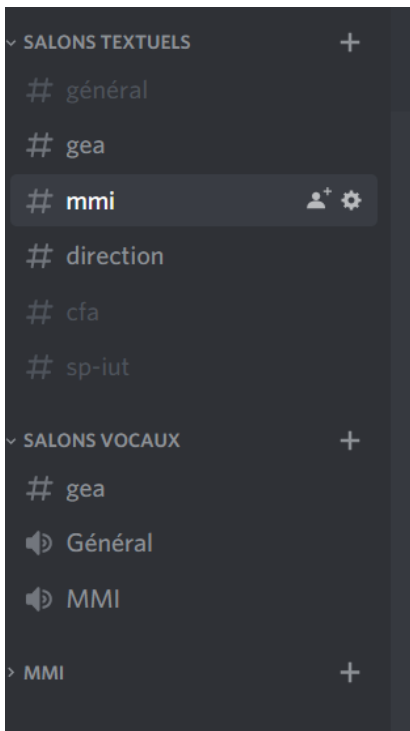 SALONS TEXTUELS
# général
# gea
# mmi
# direction
# cfa
# sp-iut
SALONS VOCAUX
# gea
Général
MMI
MMI